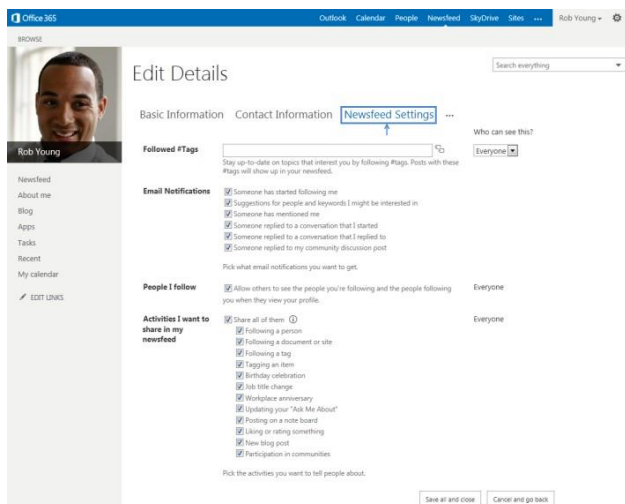 Office 365
Outlook Calendar People Newsfeed SkyDrive Sites ... Rob Young
BROWSE
Edit Details
Search everything
Basic Information Contact Information Newsfeed Settings ...
Who can see this?
Rob Young
Followed #Tags
Everyone
Stay up-to-date on topics that interest you by following #tags. Posts with these
#tags will show up in your newsfeed.
Newsfeed
About me
Blog
Apps
Tasks
Recent
My calendar
EDIT LINKS
Email Notifications
Someone has started following me
Suggestions for people and keywords I might be interested in
Someone has mentioned me
Someone replied to a conversation that I started
Someone replied to a conversation that I replied to
Someone replied to my community discussion post
Pick what email notifications you want to get.
People I follow
Allow others to see the people you're following and the people following
you when they view your profile.
Everyone
Activities I want to
share in my
newsfeed
Share all of them
Everyone
Following a person
Following a document or site
Following a tag
Tagging an item
Birthday celebration
Job title change
Workplace anniversary
Updating your "Ask Me About"
Posting on a note board
Liking or rating something
New blog post
Participation in communities
Pick the activities you want to tell people about.
Save all and close Cancel and go back